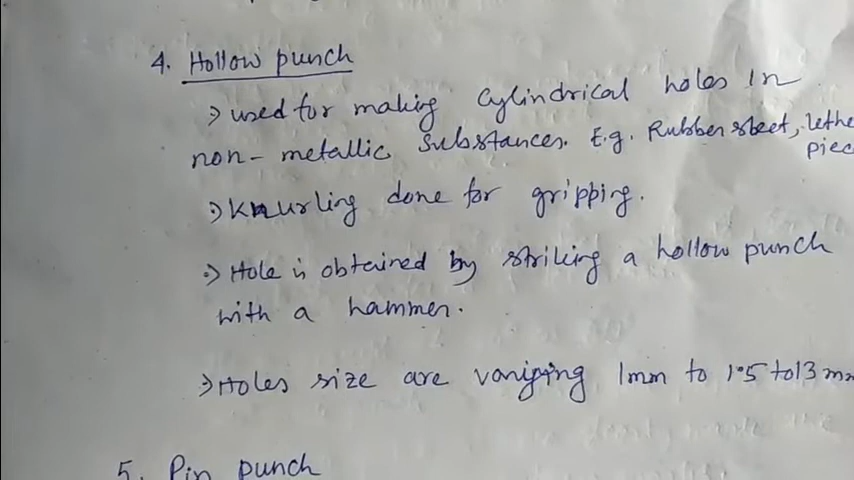 4. Hollow punch
→ used for making cylindrical holes in
non-metallic substances. E.g. Rubber sheet, lethe
piec
→ Knurling done for gripping.
→ Hole is obtained by striking a hollow punch
with a hammer.
→ Holes size are varying 1mm to 1.5 to 13 mm
5. Pin punch